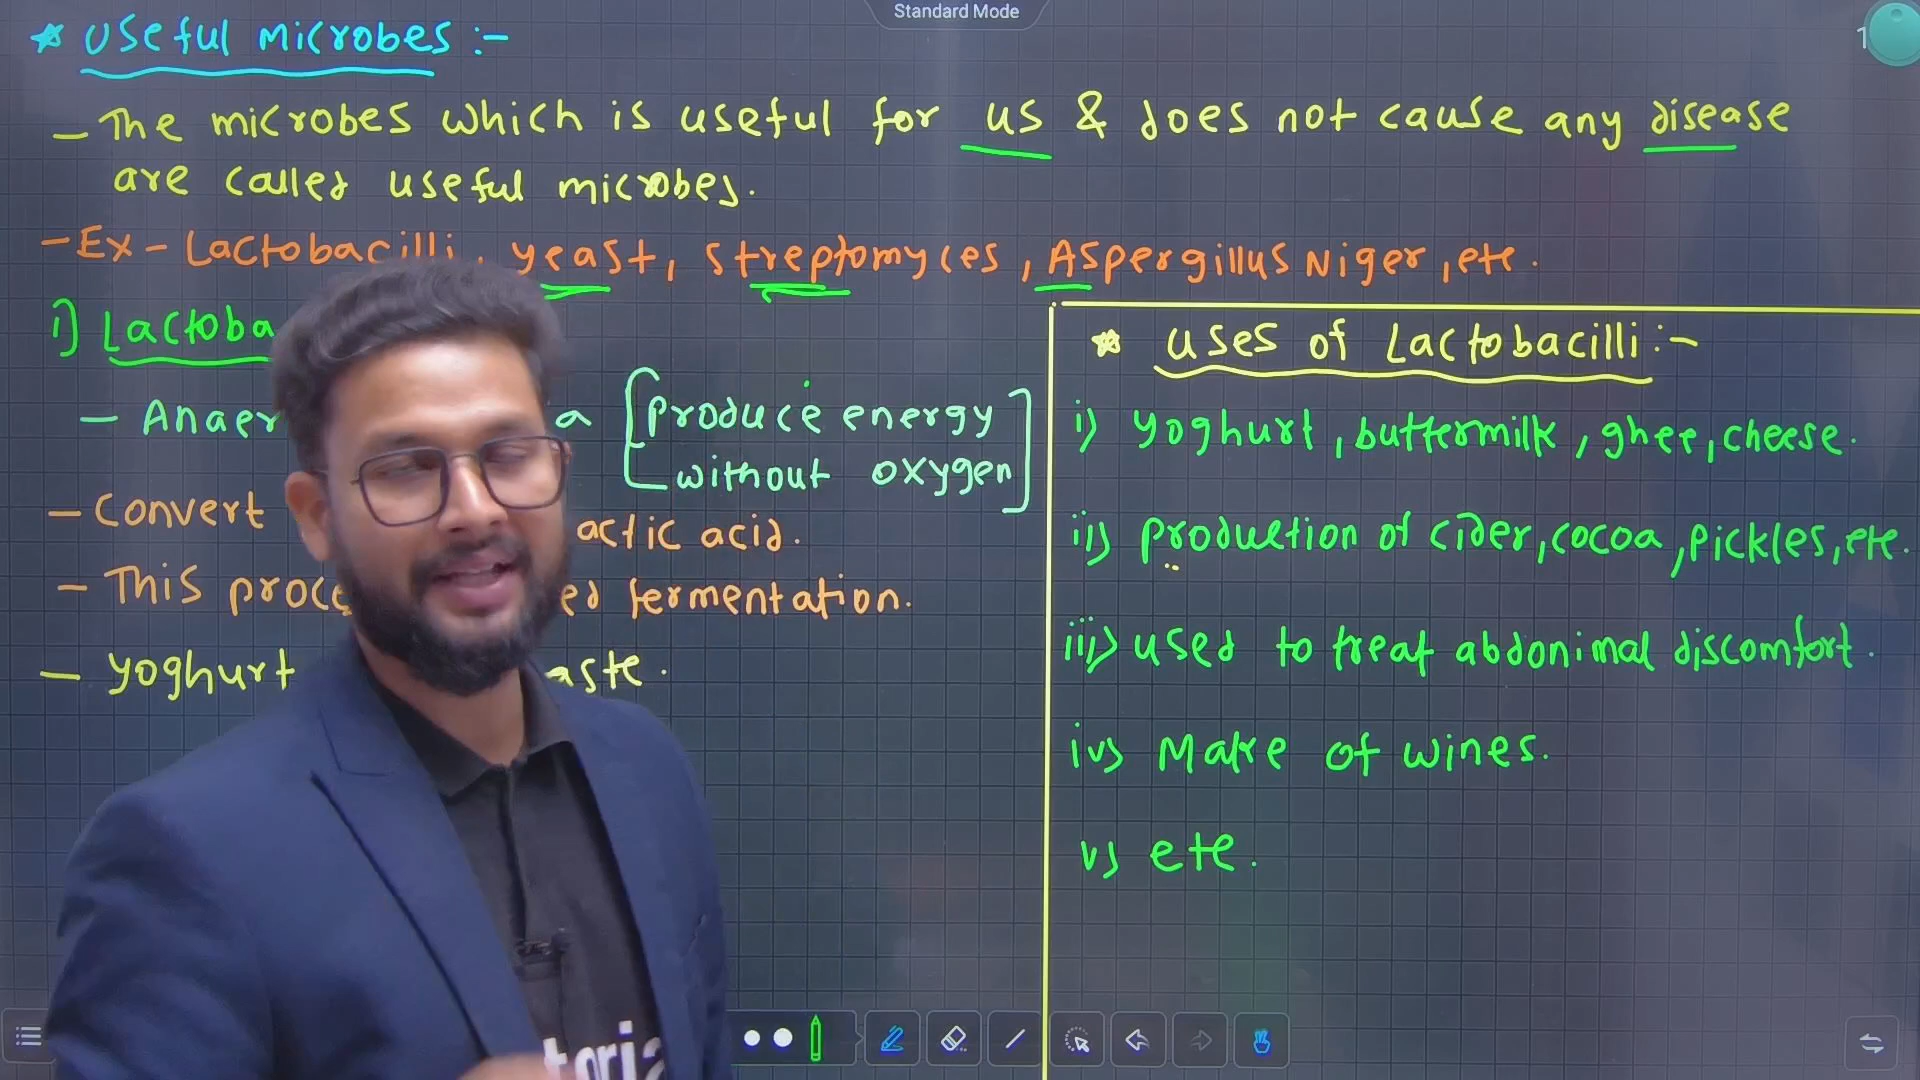 Standard Mode
1
* Useful microbes :-
- The microbes which is useful for us & does not cause any disease
are called useful microbes.
- Ex - Lactobacilli, yeast, Streptomyces, Aspergillus Niger, etc.
i) Lactoba
- Anaer a [produce energy
without oxygen]
- Convert actic acid.
- This proce ed fermentation.
- Yoghurt aste.
* Uses of Lactobacilli :-
i) Yoghurt, buttermilk, ghee, cheese.
ii) production of cider, cocoa, pickles, etc.
iii) used to treat abdonimal discomfort.
iv) Make of wines.
v) etc.
toria